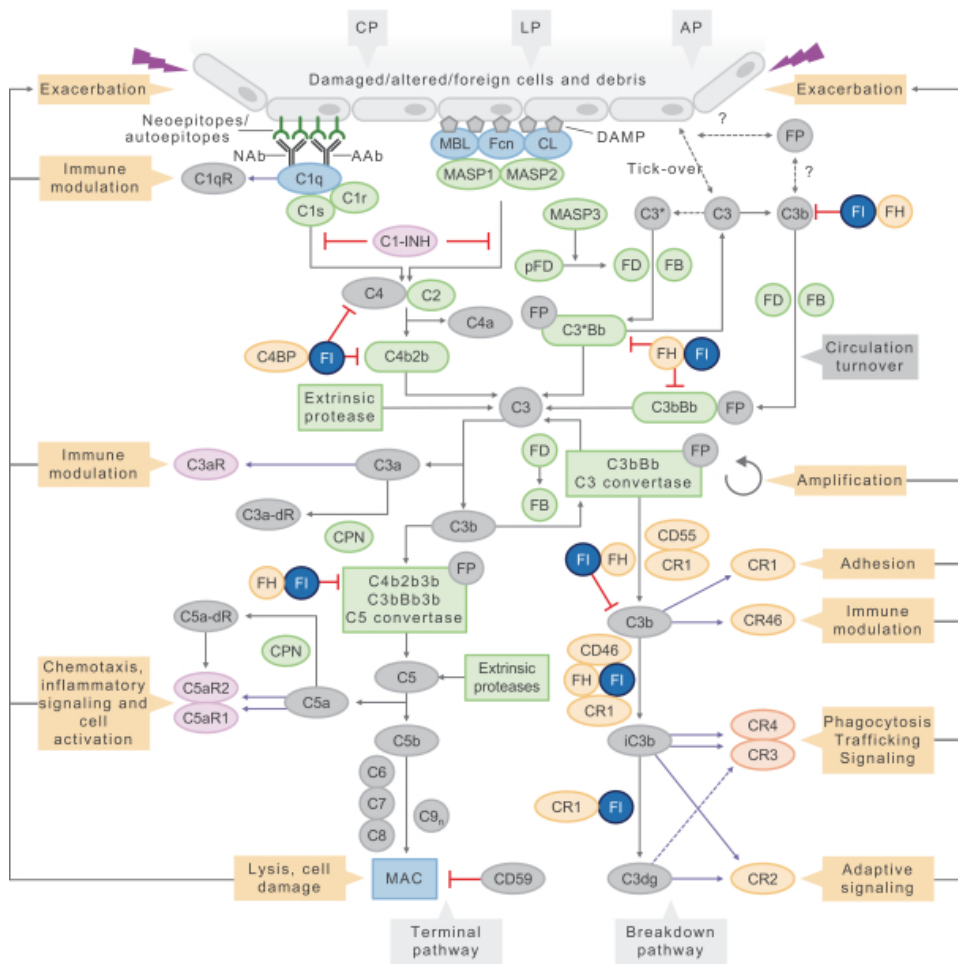 CP
LP
AP
Damaged/altered/foreign cells and debris
Exacerbation
Exacerbation
Neoepitopes/
autoepitopes
NAb
AAb
MBL
Fcn
CL
DAMP
?
FP
MASP1
MASP2
Tick-over
?
Immune
modulation
C1qR
C1q
C1s
C1r
C3*
C3
C3b
FI
FH
MASP3
C1-INH
pFD
FD
FB
FD
FB
C4
C2
C4a
FP
C3*Bb
C4BP
FI
C4b2b
FH
FI
Circulation
turnover
Extrinsic
protease
C3
C3bBb
FP
Immune
modulation
C3aR
C3a
FD
FB
C3bBb
C3 convertase
FP
Amplification
C3a-dR
C3b
CPN
CD55
CR1
FI
FH
CR1
Adhesion
FH
FI
C4b2b3b
C3bBb3b
C5 convertase
FP
C3b
CR46
Immune
modulation
C5a-dR
CPN
CD46
FH
FI
CR1
Chemotaxis,
inflammatory
signaling and
cell
activation
C5aR2
C5aR1
C5a
C5
Extrinsic
proteases
C5b
iC3b
CR4
CR3
Phagocytosis
Trafficking
Signaling
C6
C7
C8
C9n
CR1
FI
Lysis, cell
damage
MAC
CD59
C3dg
CR2
Adaptive
signaling
Terminal
pathway
Breakdown
pathway